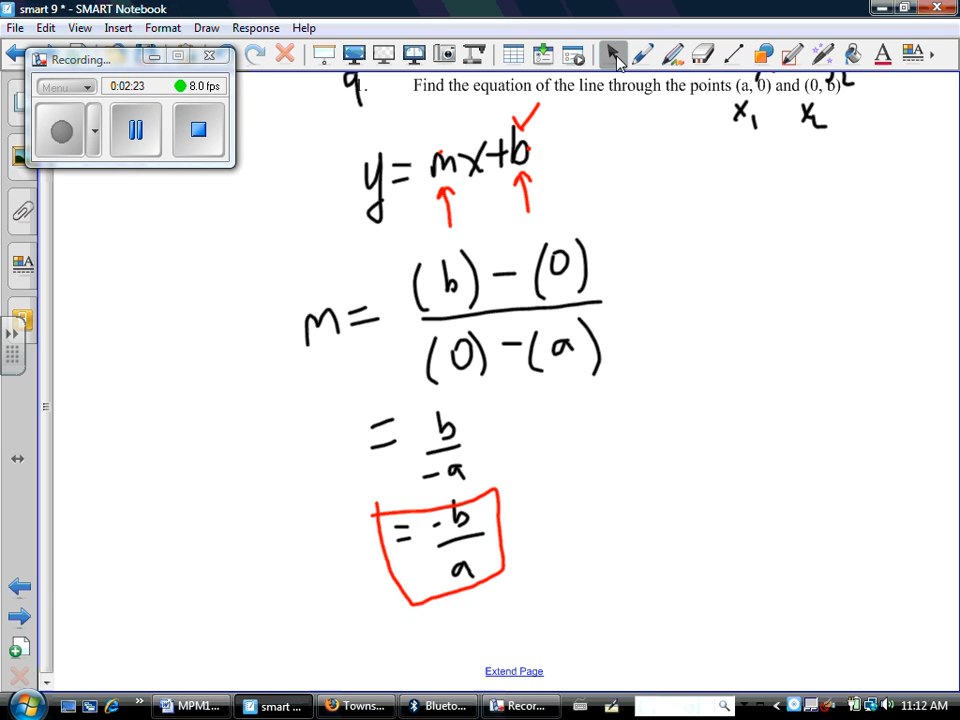 smart 9 * - SMART Notebook
File Edit View Insert Format Draw Response Help
Recording...
Menu 0:02:23 8.0 fps
9 1. Find the equation of the line through the points (a, 0) and (0, b)
x1 x2
y = mx+b
m = (b) - (0)
(0) - (a)
= b
-a
= -b
a
Extend Page
MPM1... smart ... Towns... Blueto... Recor... 11:12 AM